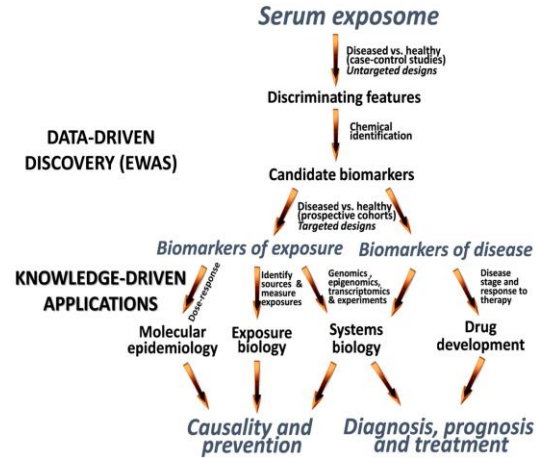 Serum exposome
Diseased vs. healthy
(case-control studies)
Untargeted designs
Discriminating features
Chemical
identification
DATA-DRIVEN
DISCOVERY (EWAS)
Candidate biomarkers
Diseased vs. healthy
(prospective cohorts)
Targeted designs
Biomarkers of exposure
Biomarkers of disease
KNOWLEDGE-DRIVEN
APPLICATIONS
Dose-response
Identify
sources &
measure
exposures
Genomics,
epigenomics,
transcriptomics
& experiments
Disease
stage and
response to
therapy
Molecular
epidemiology
Exposure
biology
Systems
biology
Drug
development
Causality and
prevention
Diagnosis, prognosis
and treatment